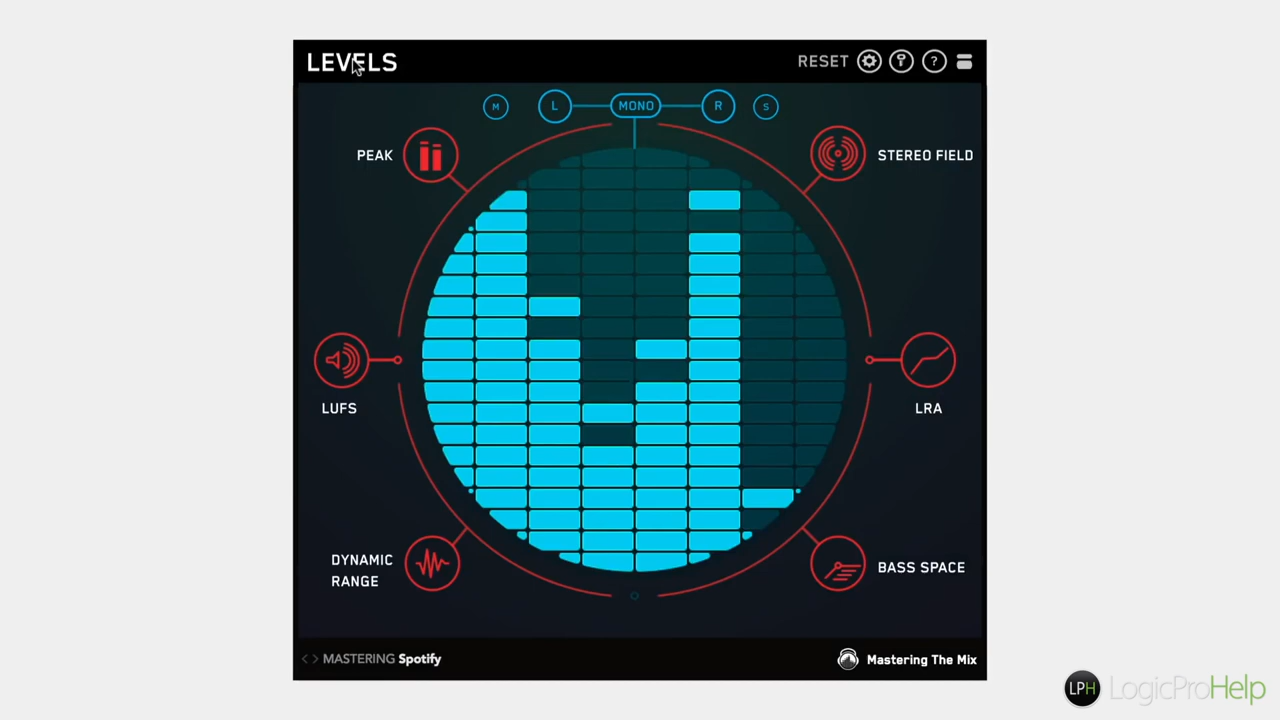 LEVELS
RESET ?
M L MONO R S
PEAK
STEREO FIELD
LUFS
LRA
DYNAMIC
RANGE
BASS SPACE
< > MASTERING Spotify
Mastering The Mix
LPH LogicProHelp